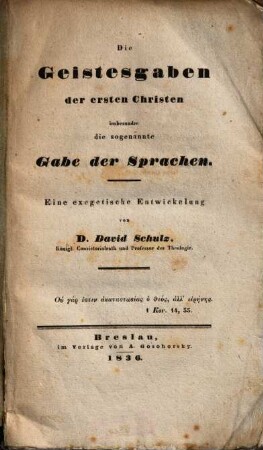 Die
Geistesgaben
der ersten Christen
insbesondre
die sogenannte
Gabe der Sprachen.
Eine exegetische Entwickelung
von
D. David Schulz,
Königl. Consistorialrath und Professor der Theologie.
Οὐ γάρ ἐστιν ἀκαταστασίας ὁ θεὸς, ἀλλ' εἰρήνης.
1 Kor. 14, 33.
Breslau,
im Verlage von A. Gosohorsky.
1836.